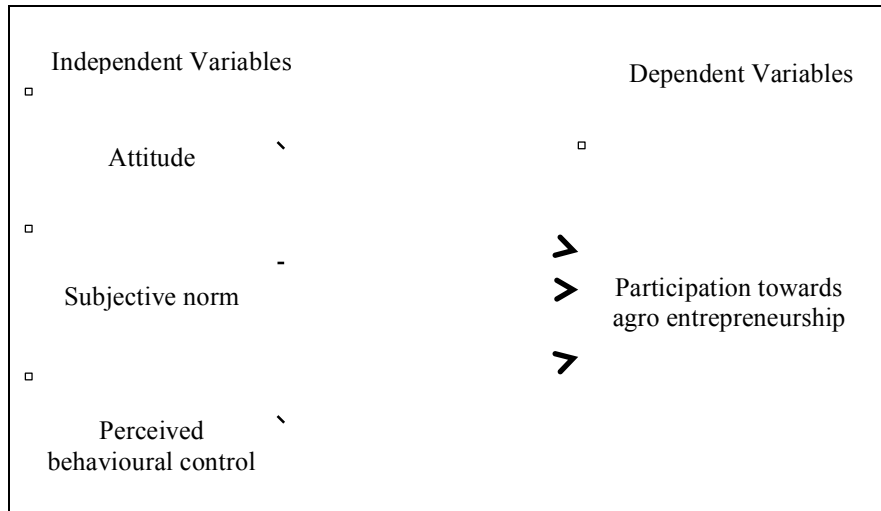 Independent Variables
Dependent Variables
Attitude
Subjective norm
Participation towards
agro entrepreneurship
Perceived
behavioural control